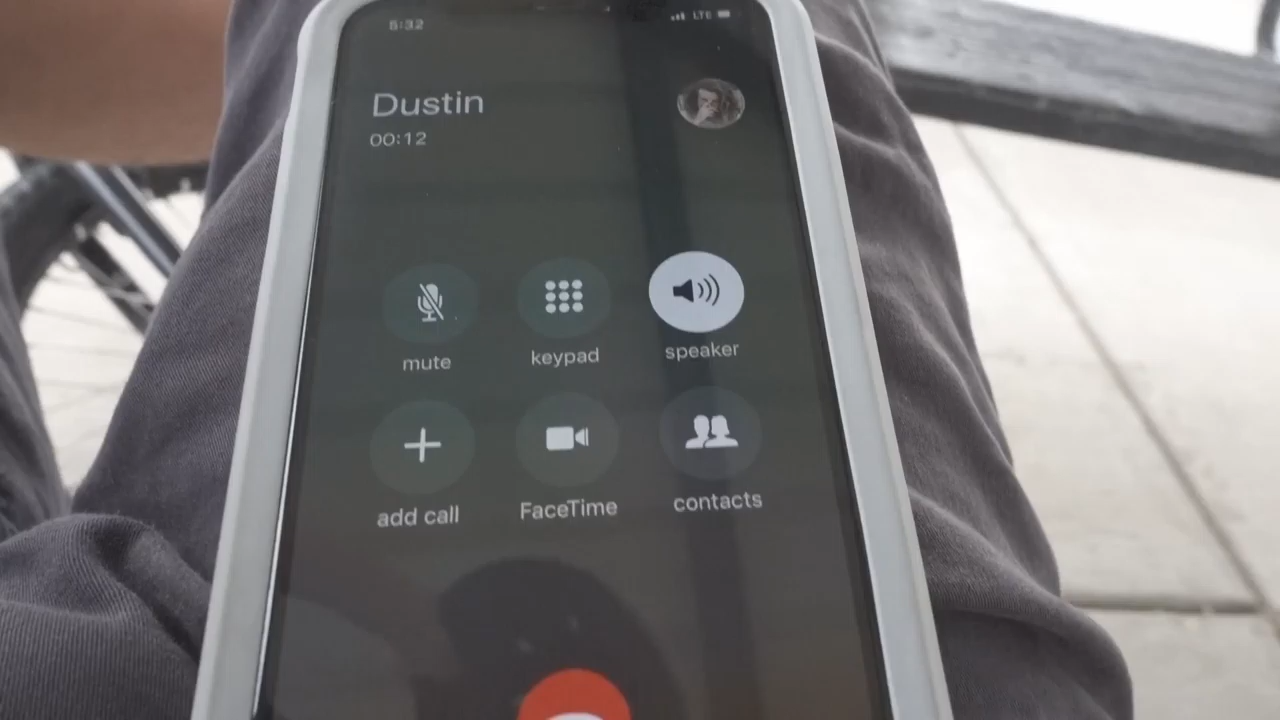 5:32
LTE
Dustin
00:12
mute
keypad
speaker
add call
FaceTime
contacts